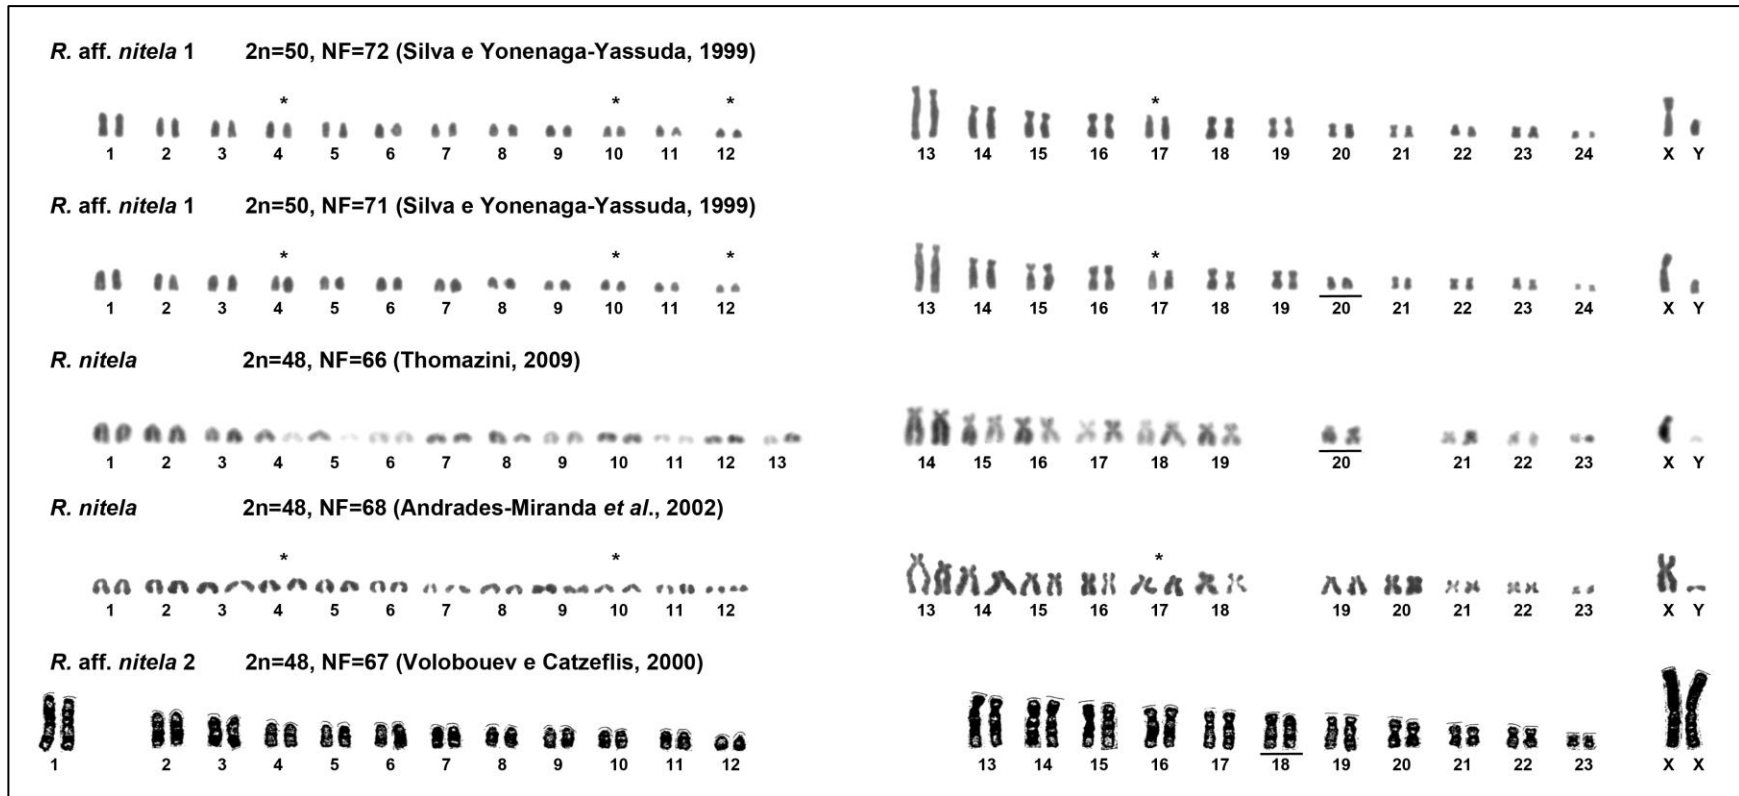 R. aff. nitela 1 2n=50, NF=72 (Silva e Yonenaga-Yassuda, 1999)
* * * *
1 2 3 4 5 6 7 8 9 10 11 12 13 14 15 16 17 18 19 20 21 22 23 24 X Y
R. aff. nitela 1 2n=50, NF=71 (Silva e Yonenaga-Yassuda, 1999)
* * * *
1 2 3 4 5 6 7 8 9 10 11 12 13 14 15 16 17 18 19 20 21 22 23 24 X Y
R. nitela 2n=48, NF=66 (Thomazini, 2009)
1 2 3 4 5 6 7 8 9 10 11 12 13 14 15 16 17 18 19 20 21 22 23 X Y
R. nitela 2n=48, NF=68 (Andrades-Miranda et al., 2002)
* * *
1 2 3 4 5 6 7 8 9 10 11 12 13 14 15 16 17 18 19 20 21 22 23 X Y
R. aff. nitela 2 2n=48, NF=67 (Volobouev e Catzeflis, 2000)
1 2 3 4 5 6 7 8 9 10 11 12 13 14 15 16 17 18 19 20 21 22 23 X X